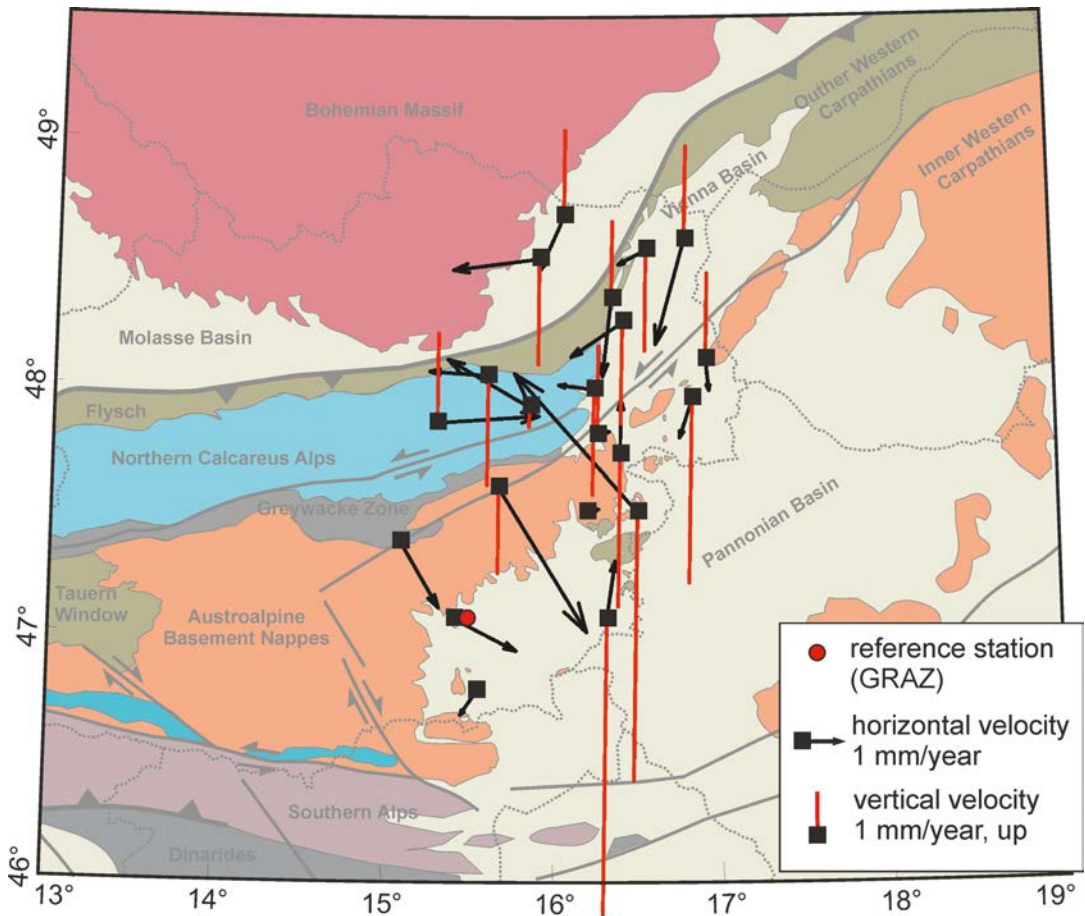 Bohemian Massif
Outher Western
Carpathians
Inner Western
Carpathians
Vienna Basin
Molasse Basin
Flysch
Northern Calcareus Alps
Greywacke Zone
Pannonian Basin
Tauern
Window
Austroalpine
Basement Nappes
Southern Alps
Dinarides
49°
48°
47°
46°
13°
14°
15°
16°
17°
18°
19°
reference station
(GRAZ)
horizontal velocity
1 mm/year
vertical velocity
1 mm/year, up